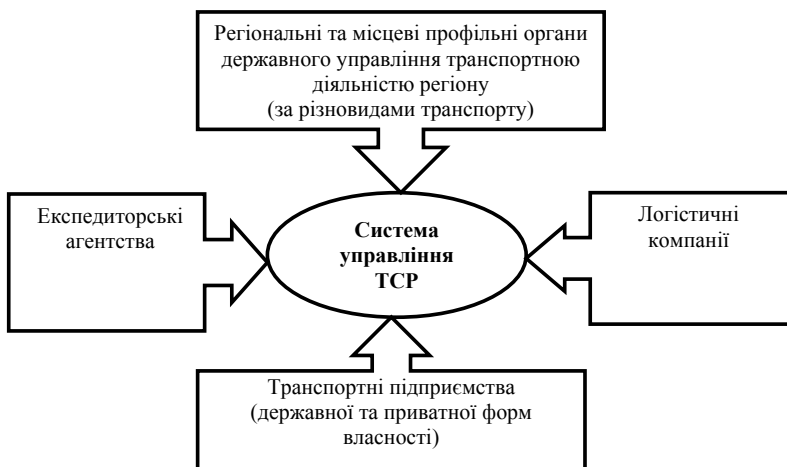 Регіональні та місцеві профільні органи
державного управління транспортною
діяльністю регіону
(за різновидами транспорту)
Експедиторські
агентства
Система
управління
ТСР
Логістичні
компанії
Транспортні підприємства
(державної та приватної форм
власності)